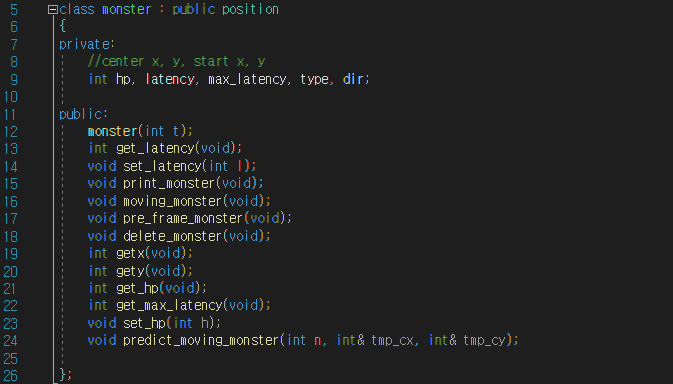 5 class monster : public position
6 {
7 private:
8 //center x, y, start x, y
9 int hp, latency, max_latency, type, dir;
10
11 public:
12 monster(int t);
13 int get_latency(void);
14 void set_latency(int l);
15 void print_monster(void);
16 void moving_monster(void);
17 void pre_frame_monster(void);
18 void delete_monster(void);
19 int getx(void);
20 int gety(void);
21 int get_hp(void);
22 int get_max_latency(void);
23 void set_hp(int h);
24 void predict_moving_monster(int n, int& tmp_cx, int& tmp_cy);
25
26 };